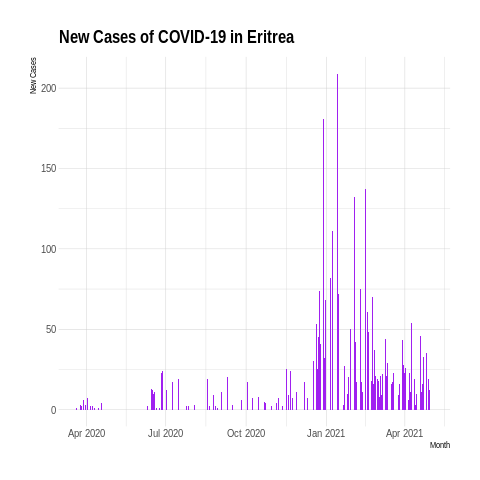 New Cases of COVID-19 in Eritrea
New Cases
200
150
100
50
0
Apr 2020 Jul 2020 Oct 2020 Jan 2021 Apr 2021
Month